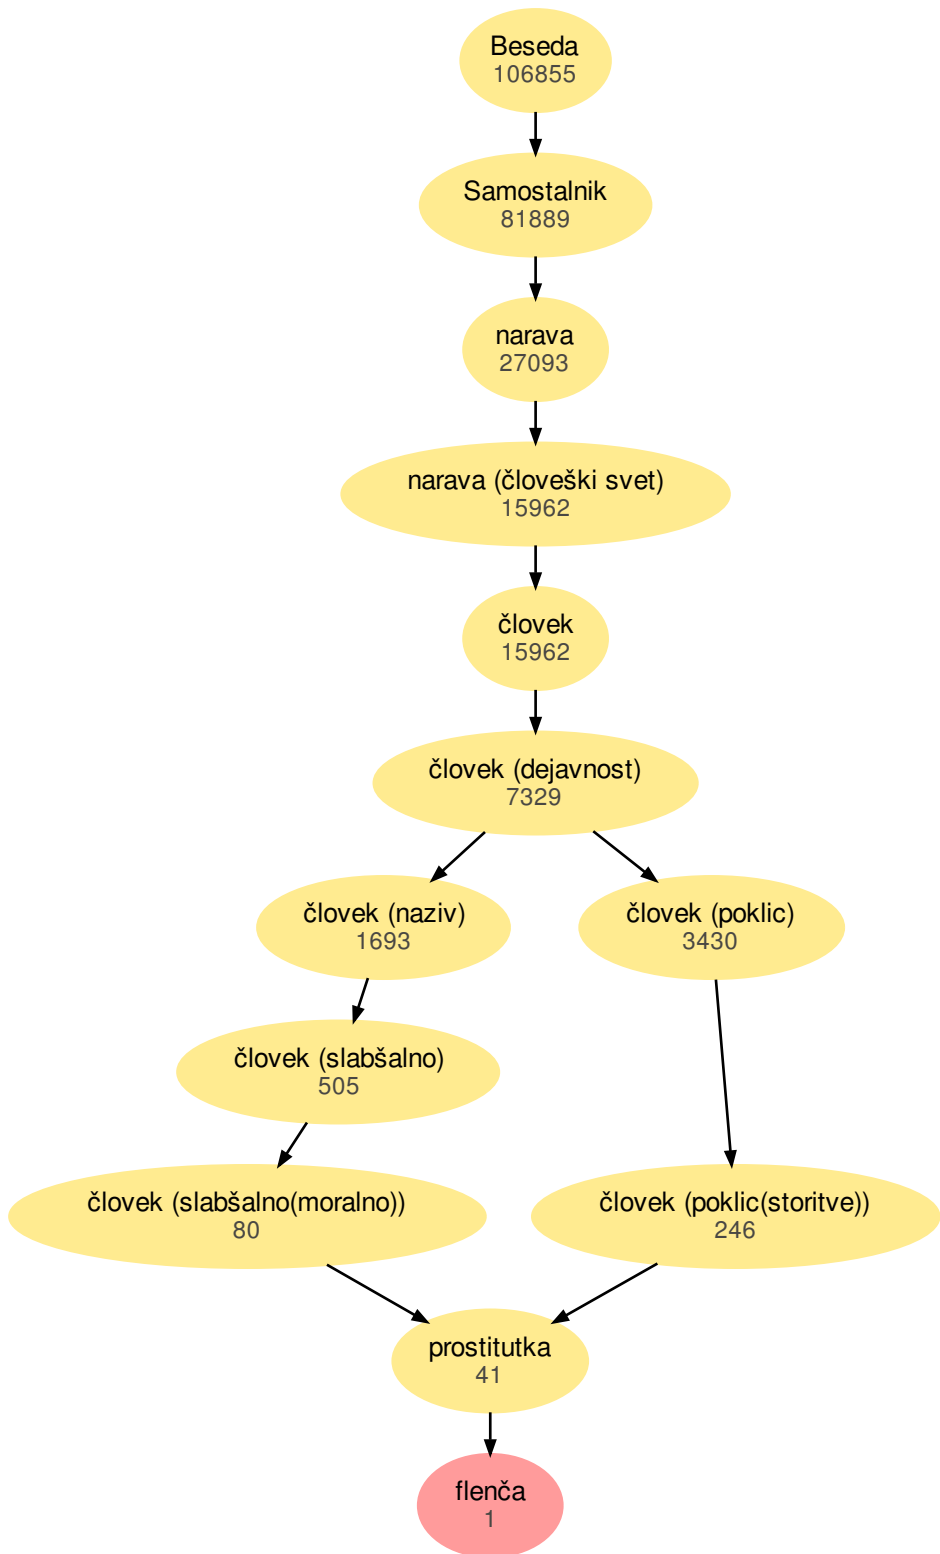 Beseda
106855
Samostalnik
81889
narava
27093
narava (človeški svet)
15962
človek
15962
človek (dejavnost)
7329
človek (naziv)
1693
človek (poklic)
3430
človek (slabšalno)
505
človek (slabšalno(moralno))
80
človek (poklic(storitve))
246
prostitutka
41
flenča
1